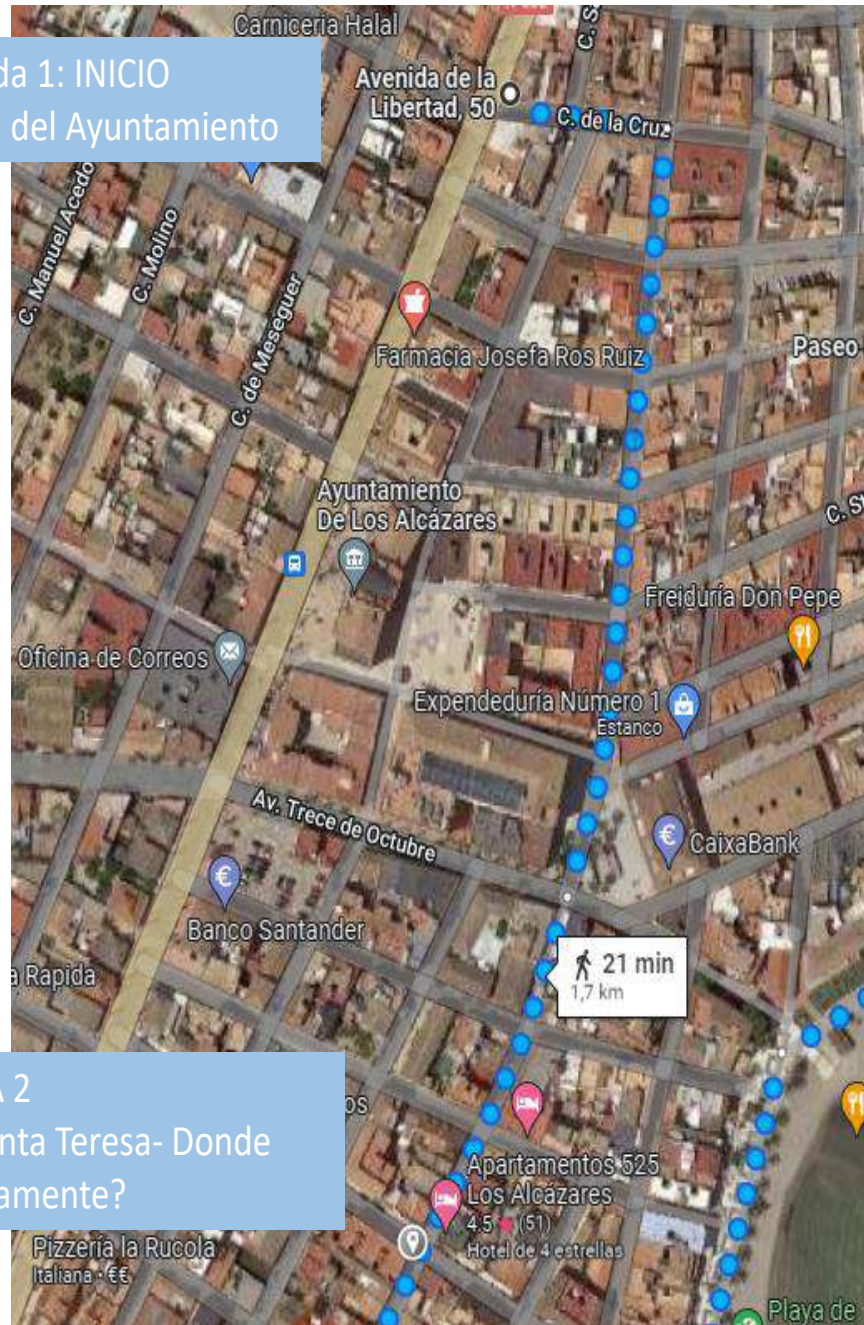 Carniceria Halal
da 1: INICIO
del Ayuntamiento
Avenida de la
Libertad, 50
C. de la Cruz
C. Manuel Acedo
C. Molino
C. de Meseguer
Farmacia Josefa Ros Ruiz
Paseo
Ayuntamiento
De Los Alcázares
Freiduría Don Pepe
Oficina de Correos
Expendeduría Número 1
Estanco
Av. Trece de Octubre
CaixaBank
Banco Santander
a Rapida
21 min
1,7 km
A 2
nta Teresa- Donde
amente?
os
Apartamentos 525
Los Alcázares
4.5 (51)
Hotel de 4 estrellas
Pizzería la Rucola
Italiana · €€
Playa de